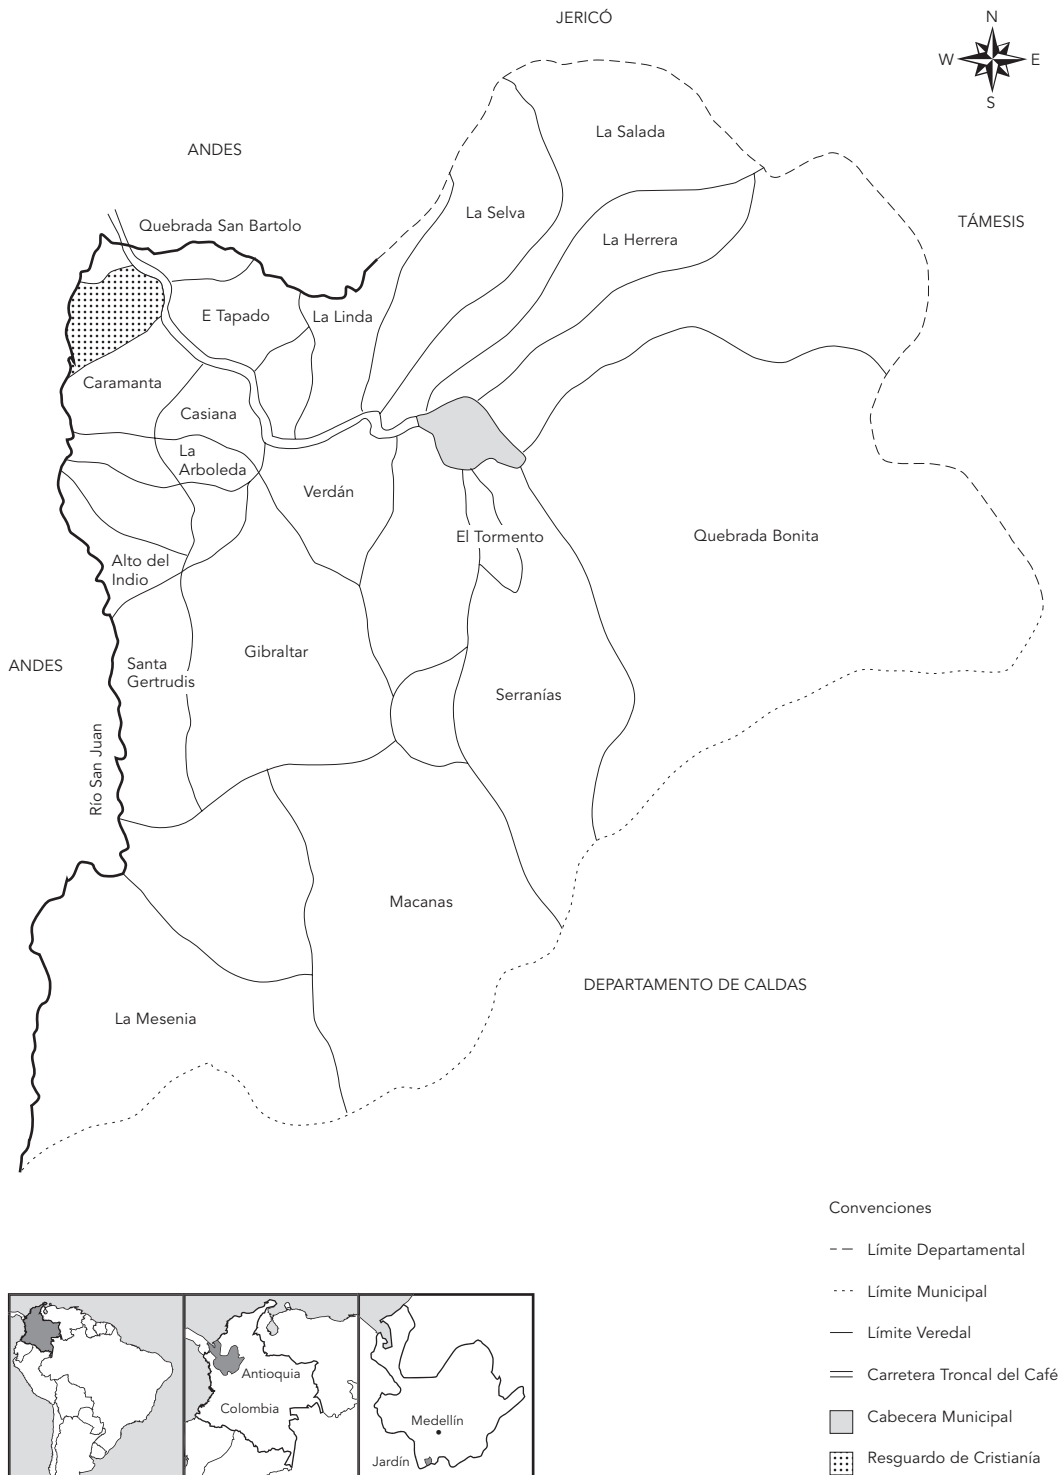 JERICÓ
N
W
E
S
La Salada
ANDES
La Selva
TÁMESIS
Quebrada San Bartolo
La Herrera
E Tapado
La Linda
Caramanta
Casiana
La
Arboleda
Verdán
El Tormento
Quebrada Bonita
Alto del
Indio
Gibraltar
ANDES
Santa
Gertrudis
Serranías
Río San Juan
Macanas
DEPARTAMENTO DE CALDAS
La Mesenia
Convenciones
Límite Departamental
Límite Municipal
Límite Veredal
Carretera Troncal del Café
Cabecera Municipal
Resguardo de Cristianía
Antioquia
Colombia
Medellín
Jardín